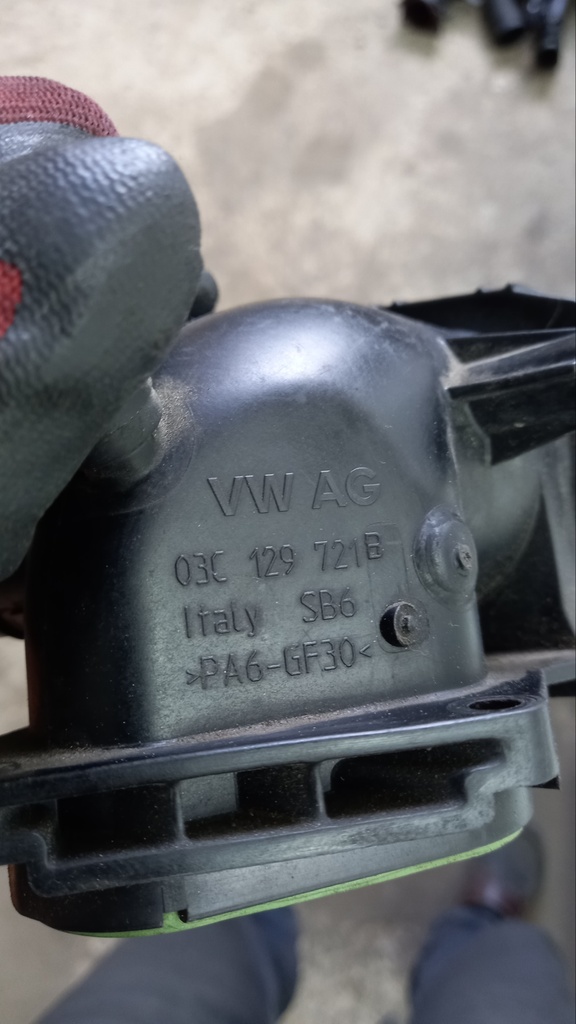 VW AG
03C 129 721B
Italy SB6
>PA6-GF30<